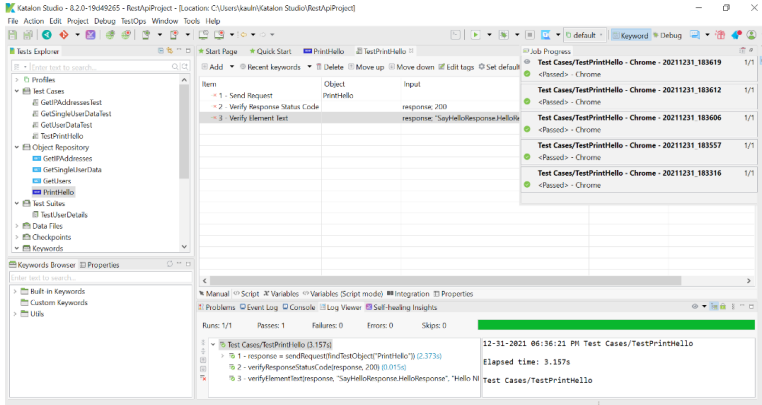 Katalon Studio - 8.2.0-19d49265 - RestApiProject - [Location: C:\Users\kauln\Katalon Studio\RestApiProject]
File Action Edit Project Debug TestOps Window Tools Help
default
Keyword
Debug
Tests Explorer
Enter text to search...
Profiles
Test Cases
GetIPAddressesTest
GetSingleUserDataTest
GetUserDataTest
TestPrintHello
Object Repository
GetIPAddresses
GetSingleUserData
GetUsers
PrintHello
Test Suites
TestUserDetails
Data Files
Checkpoints
Keywords
Keywords Browser Properties
Enter text to search...
Built-in Keywords
Custom Keywords
Utils
Start Page Quick Start PrintHello TestPrintHello
Add Recent keywords Delete Move up Move down Edit tags Set default
Item Object Input
1 - Send Request PrintHello
2 - Verify Response Status Code response; 200
3 - Verify Element Text response; "SayHelloResponse.HelloRe
Job Progress
Test Cases/TestPrintHello - Chrome - 20211231_183619 1/1
<Passed> - Chrome
Test Cases/TestPrintHello - Chrome - 20211231_183612 1/1
<Passed> - Chrome
Test Cases/TestPrintHello - Chrome - 20211231_183606 1/1
<Passed> - Chrome
Test Cases/TestPrintHello - Chrome - 20211231_183557 1/1
<Passed> - Chrome
Test Cases/TestPrintHello - Chrome - 20211231_183316 1/1
<Passed> - Chrome
Manual Script Variables Variables (Script mode) Integration Properties
Problems Event Log Console Log Viewer Self-healing Insights
Runs: 1/1 Passes: 1 Failures: 0 Errors: 0 Skips: 0
Test Cases/TestPrintHello (3.157s)
1 - response = sendRequest(findTestObject("PrintHello")) (2.373s)
2 - verifyResponseStatusCode(response, 200) (0.015s)
3 - verifyElementText(response, "SayHelloResponse.HelloResponse", "Hello NI
12-31-2021 06:36:21 PM Test Cases/TestPrintHello
Elapsed time: 3.157s
Test Cases/TestPrintHello